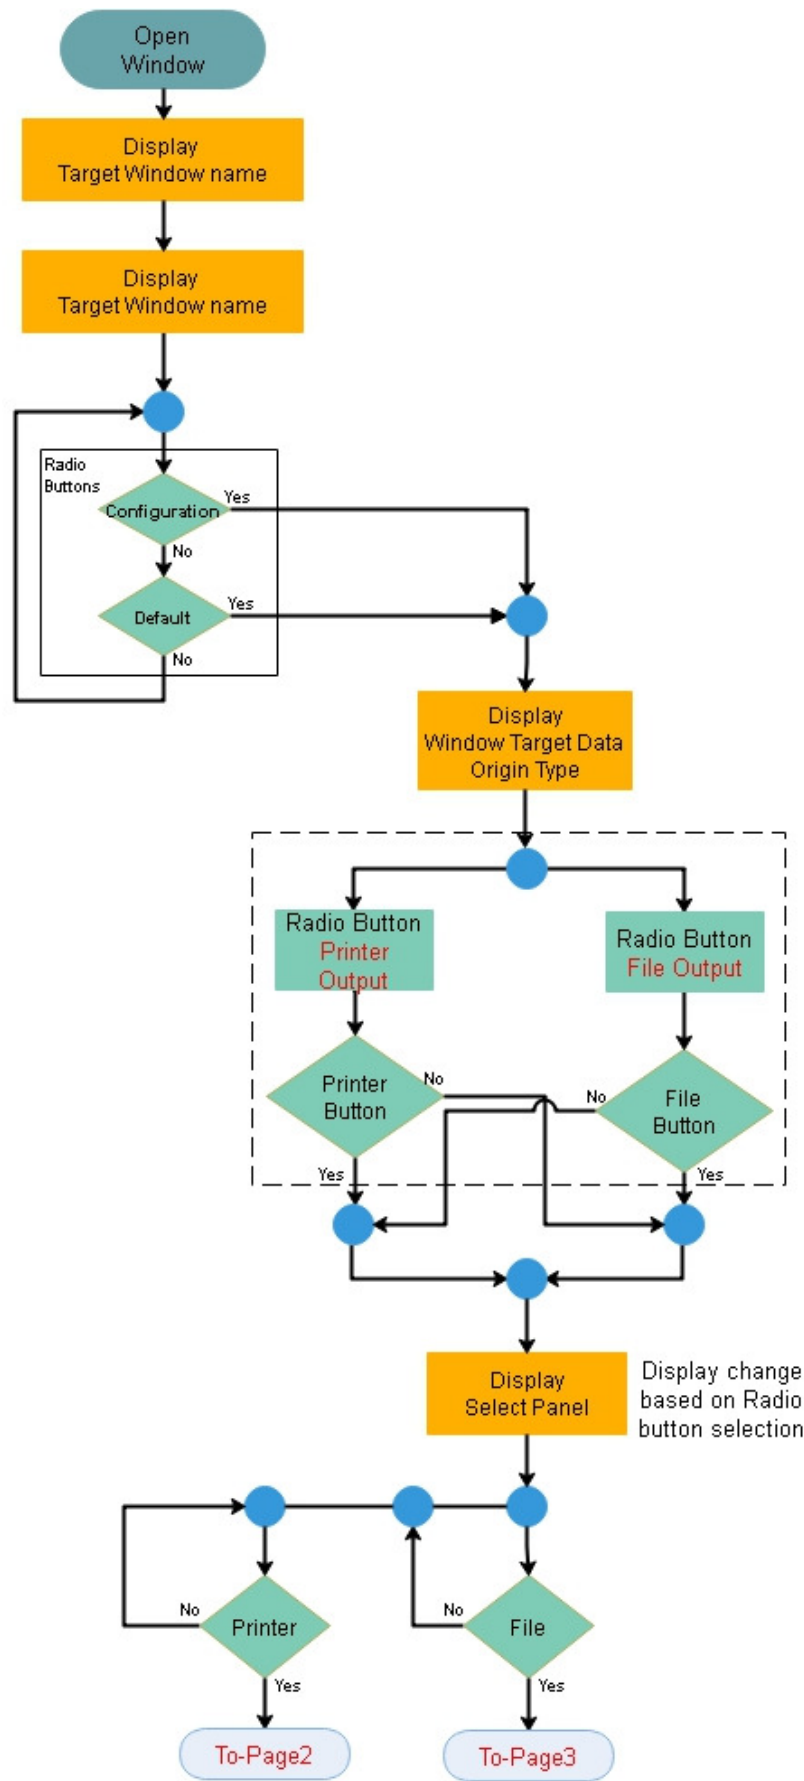 Open
Window
Display
Target Window name
Display
Target Window name
Radio
Buttons
Configuration
Yes
No
Default
Yes
No
Display
Window Target Data
Origin Type
Radio Button
Printer
Output
Radio Button
File Output
Printer
Button
No
Yes
No
File
Button
Yes
Display
Select Panel
Display change
based on Radio
button selection
No
Printer
Yes
No
File
Yes
To-Page2
To-Page3